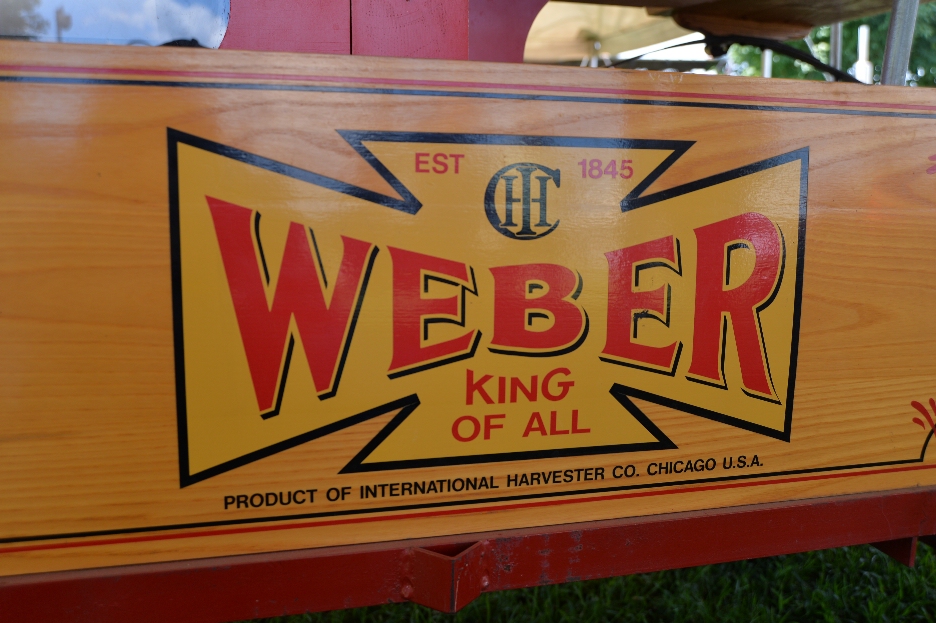 EST IHC 1845
WEBER
KING
OF ALL
PRODUCT OF INTERNATIONAL HARVESTER CO. CHICAGO U.S.A.